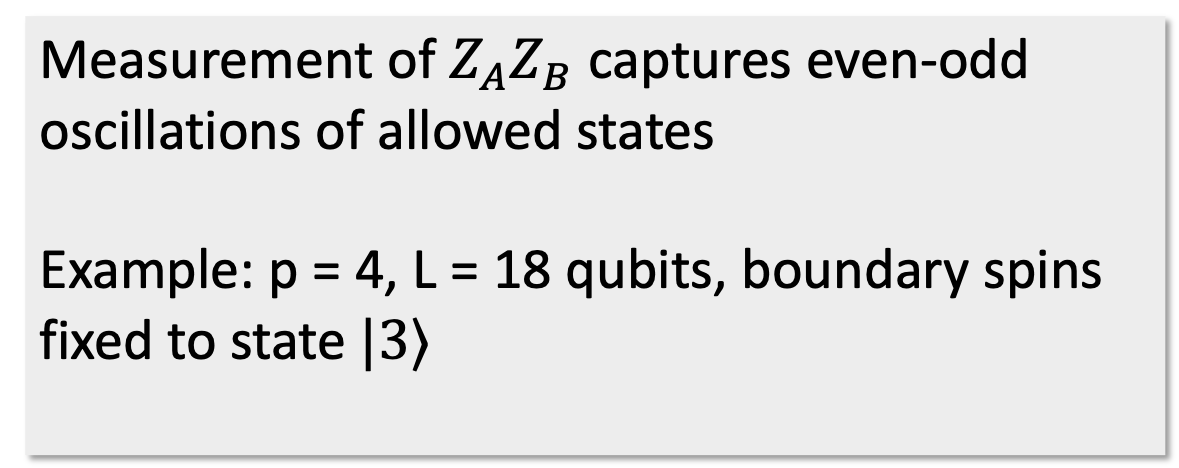 Measurement of Z_A Z_B captures even-odd
oscillations of allowed states
Example: p = 4, L = 18 qubits, boundary spins
fixed to state |3⟩